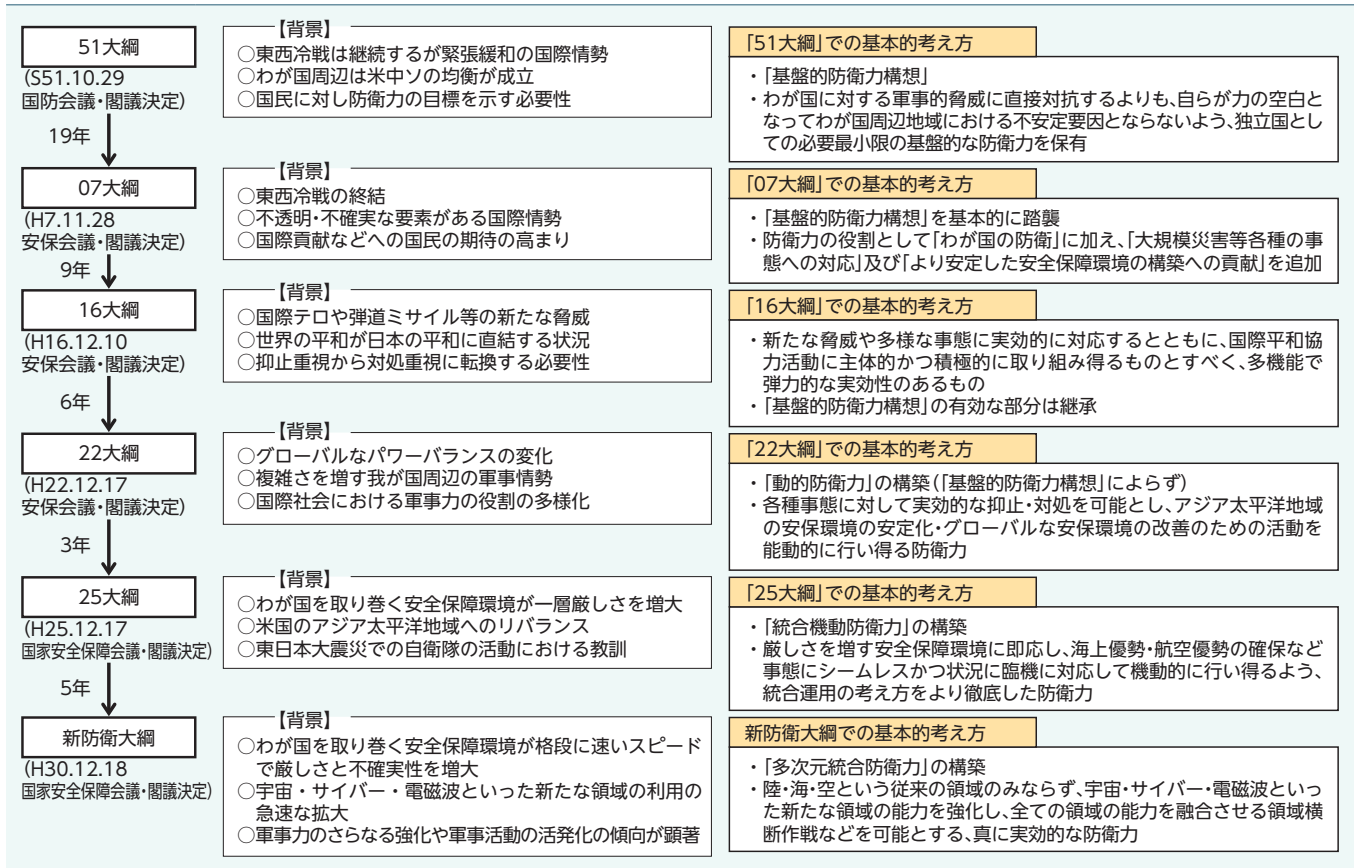 51大綱
(S51.10.29
国防会議・閣議決定)
19年
【背景】
○東西冷戦は継続するが緊張緩和の国際情勢
○わが国周辺は米中ソの均衡が成立
○国民に対し防衛力の目標を示す必要性
「51大綱」での基本的考え方
・「基盤的防衛力構想」
・わが国に対する軍事的脅威に直接対抗するよりも、自らが力の空白と
なってわが国周辺地域における不安定要因とならないよう、独立国とし
ての必要最小限の基盤的な防衛力を保有
07大綱
(H7.11.28
安保会議・閣議決定)
9年
【背景】
○東西冷戦の終結
○不透明・不確実な要素がある国際情勢
○国際貢献などへの国民の期待の高まり
「07大綱」での基本的考え方
・「基盤的防衛力構想」を基本的に踏襲
・防衛力の役割として「わが国の防衛」に加え、「大規模災害等各種の事
態への対応」及び「より安定した安全保障環境の構築への貢献」を追加
16大綱
(H16.12.10
安保会議・閣議決定)
6年
【背景】
○国際テロや弾道ミサイル等の新たな脅威
○世界の平和が日本の平和に直結する状況
○抑止重視から対処重視に転換する必要性
「16大綱」での基本的考え方
・新たな脅威や多様な事態に実効的に対応するとともに、国際平和協
力活動に主体的かつ積極的に取り組み得るものとすべく、多機能で
弾力的な実効性のあるもの
・「基盤的防衛力構想」の有効な部分は継承
22大綱
(H22.12.17
安保会議・閣議決定)
3年
【背景】
○グローバルなパワーバランスの変化
○複雑さを増す我が国周辺の軍事情勢
○国際社会における軍事力の役割の多様化
「22大綱」での基本的考え方
・「動的防衛力」の構築(「基盤的防衛力構想」によらず)
・各種事態に対して実効的な抑止・対処を可能とし、アジア太平洋地域
の安保環境の安定化・グローバルな安保環境の改善のための活動を
能動的に行い得る防衛力
25大綱
(H25.12.17
国家安全保障会議・閣議決定)
5年
【背景】
○わが国を取り巻く安全保障環境が一層厳しさを増大
○米国のアジア太平洋地域へのリバランス
○東日本大震災での自衛隊の活動における教訓
「25大綱」での基本的考え方
・「統合機動防衛力」の構築
・厳しさを増す安全保障環境に即応し、海上優勢・航空優勢の確保など
事態にシームレスかつ状況に臨機に対応して機動的に行い得るよう、
統合運用の考え方をより徹底した防衛力
新防衛大綱
(H30.12.18
国家安全保障会議・閣議決定)
【背景】
○わが国を取り巻く安全保障環境が格段に速いスピード
で厳しさと不確実性を増大
○宇宙・サイバー・電磁波といった新たな領域の利用の
急速な拡大
○軍事力のさらなる強化や軍事活動の活発化の傾向が顕著
新防衛大綱での基本的考え方
・「多次元統合防衛力」の構築
・陸・海・空という従来の領域のみならず、宇宙・サイバー・電磁波といっ
た新たな領域の能力を強化し、全ての領域の能力を融合させる領域横
断作戦などを可能とする、真に実効的な防衛力